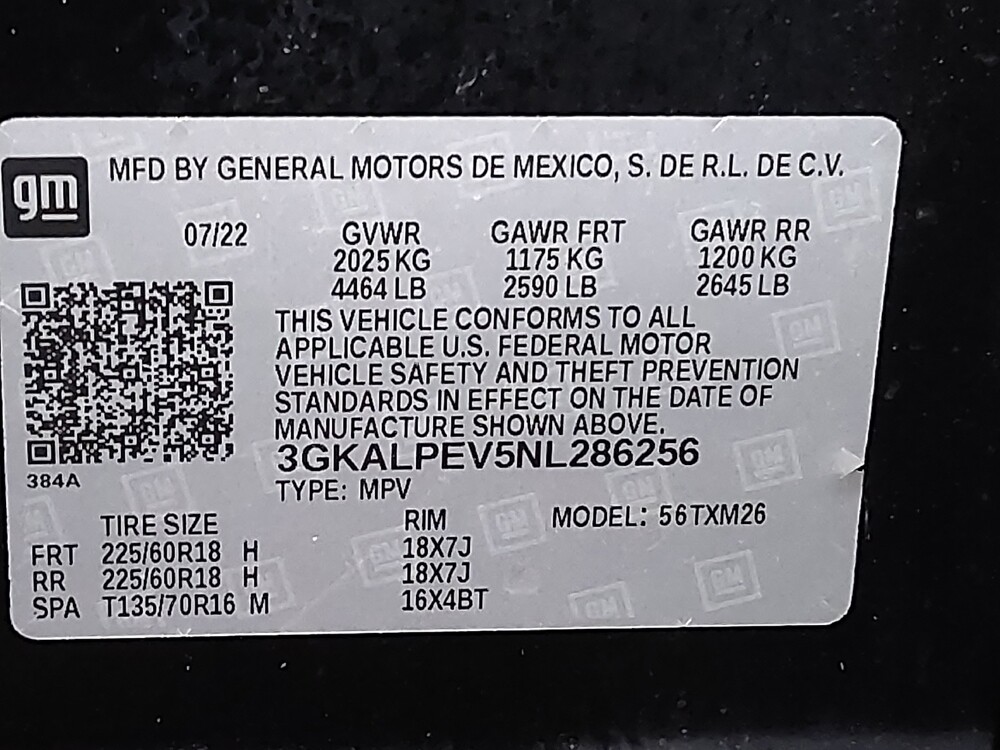 gm
MFD BY GENERAL MOTORS DE MEXICO, S. DE R.L. DE C.V.
07/22 GVWR GAWR FRT GAWR RR
2025 KG 1175 KG 1200 KG
4464 LB 2590 LB 2645 LB
THIS VEHICLE CONFORMS TO ALL
APPLICABLE U.S. FEDERAL MOTOR
VEHICLE SAFETY AND THEFT PREVENTION
STANDARDS IN EFFECT ON THE DATE OF
MANUFACTURE SHOWN ABOVE.
3GKALPEV5NL286256
384A
TYPE: MPV
TIRE SIZE RIM MODEL: 56TXM26
FRT 225/60R18 H 18X7J
RR 225/60R18 H 18X7J
SPA T135/70R16 M 16X4BT